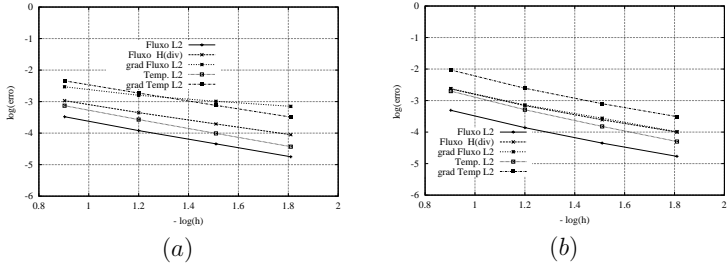 0
-1
-2
-3
-4
-5
-6
log(erro)
0.8
1
1.2
1.4
1.6
1.8
2
- log(h)
Fluxo L2
Fluxo H(div)
grad Fluxo L2
Temp. L2
grad Temp L2
(a)
0
-1
-2
-3
-4
-5
-6
log(erro)
0.8
1
1.2
1.4
1.6
1.8
2
- log(h)
Fluxo L2
Fluxo H(div)
grad Fluxo L2
Temp. L2
grad Temp L2
(b)